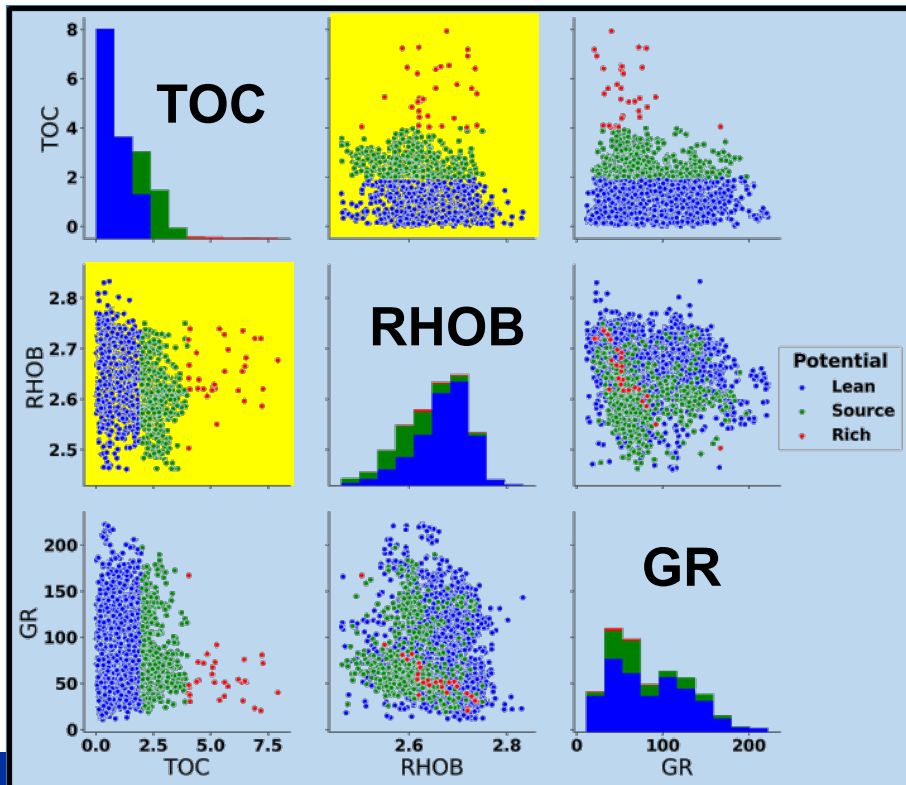 8
6
4
2
0
TOC
TOC
2.8
2.7
2.6
2.5
RHOB
RHOB
Potential
Lean
Source
Rich
200
150
100
50
0
GR
GR
0.0 2.5 5.0 7.5
TOC
2.6 2.8
RHOB
0 100 200
GR